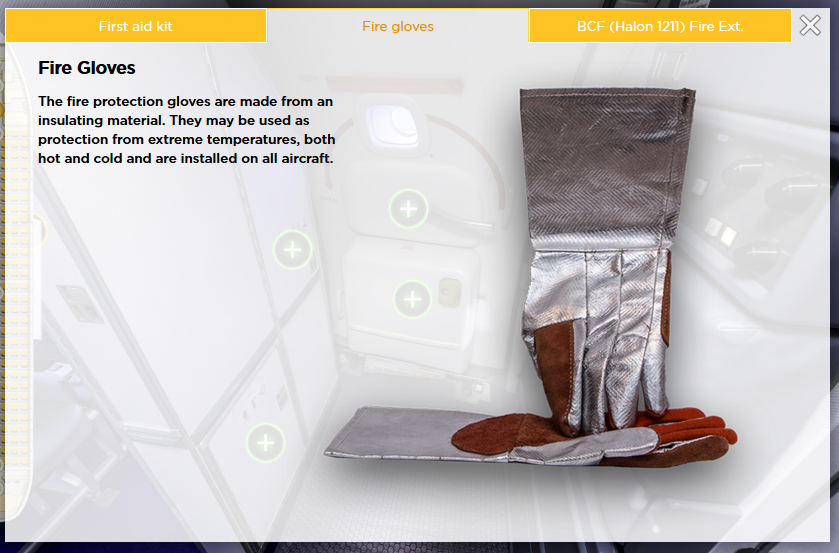 First aid kit
Fire gloves
BCF (Halon 1211) Fire Ext.
Fire Gloves
The fire protection gloves are made from an
insulating material. They may be used as
protection from extreme temperatures, both
hot and cold and are installed on all aircraft.